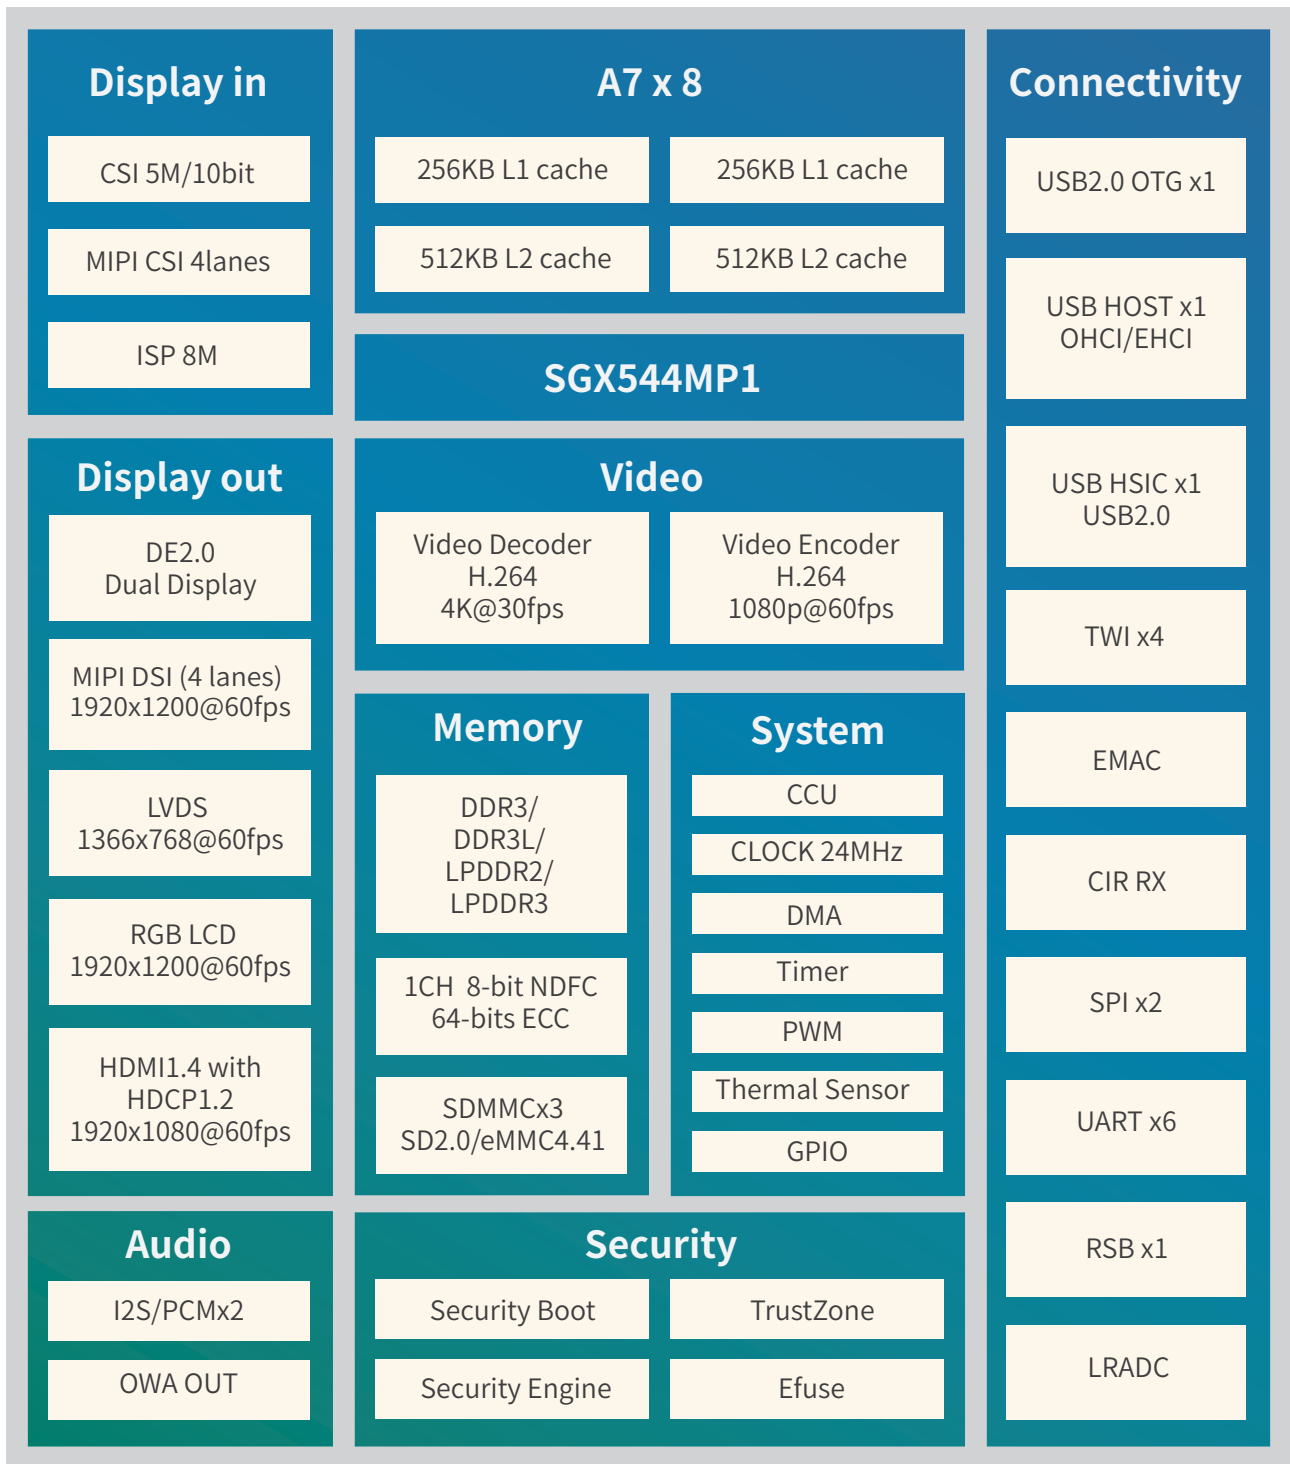 Display in
CSI 5M/10bit
MIPI CSI 4lanes
ISP 8M
A7 x 8
256KB L1 cache
256KB L1 cache
512KB L2 cache
512KB L2 cache
SGX544MP1
Display out
DE2.0
Dual Display
MIPI DSI (4 lanes)
1920x1200@60fps
LVDS
1366x768@60fps
RGB LCD
1920x1200@60fps
HDMI1.4 with
HDCP1.2
1920x1080@60fps
Video
Video Decoder
H.264
4K@30fps
Video Encoder
H.264
1080p@60fps
Memory
DDR3/
DDR3L/
LPDDR2/
LPDDR3
1CH  8-bit NDFC
64-bits ECC
SDMMCx3
SD2.0/eMMC4.41
System
CCU
CLOCK 24MHz
DMA
Timer
PWM
Thermal Sensor
GPIO
Audio
I2S/PCMx2
OWA OUT
Security
Security Boot
TrustZone
Security Engine
Efuse
Connectivity
USB2.0 OTG x1
USB HOST x1
OHCI/EHCI
USB HSIC x1
USB2.0
TWI x4
EMAC
CIR RX
SPI x2
UART x6
RSB x1
LRADC